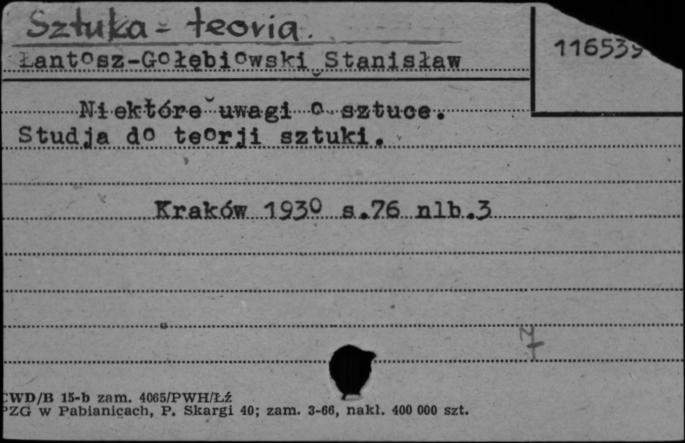 Sztuka - teoria.
116539
Łantosz-Gołębiowski Stanisław
Niektóre uwagi o sztuce.
Studja do teorji sztuki.
Kraków 1930 s.76 nlb.3
WD/B 15-b zam. 4065/PWH/Łź
PZG w Pabianicach, P. Skargi 40; zam. 3-66, nakl. 400 000 szt.